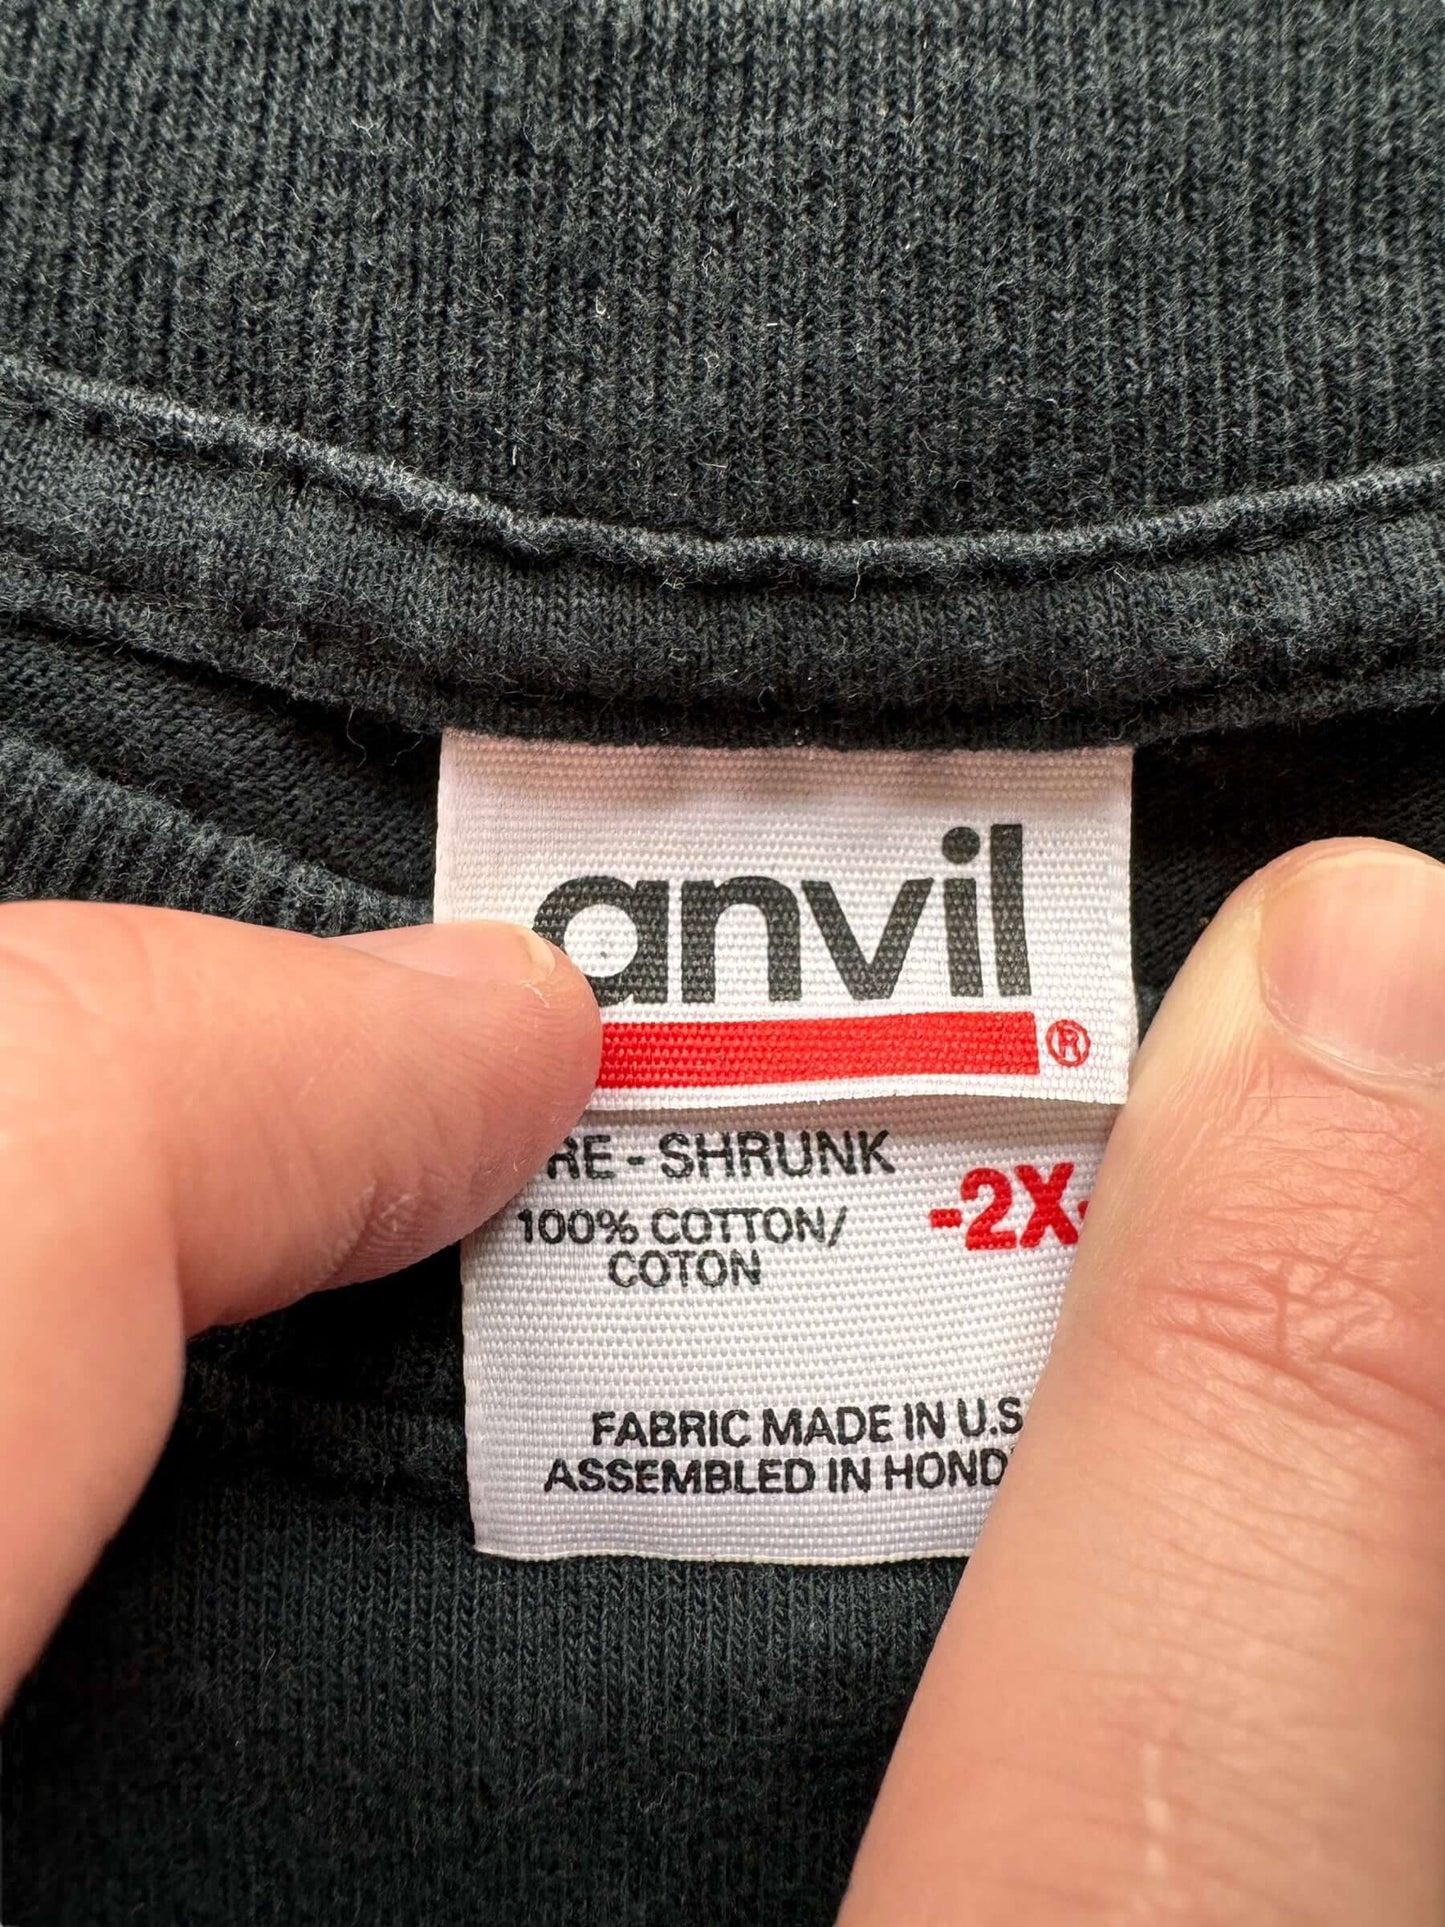 anvil
®
RE - SHRUNK
-2X-
100% COTTON/
COTON
FABRIC MADE IN U.S
ASSEMBLED IN HOND